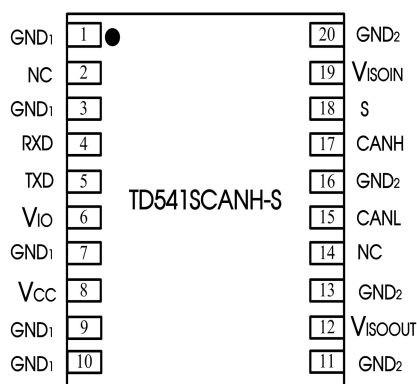 GND1 1 20 GND2
NC 2 19 VISOIN
GND1 3 18 S
RXD 4 17 CANH
TXD 5 16 GND2
VIO 6 15 CANL
TD541SCANH-S
GND1 7 14 NC
VCC 8 13 GND2
GND1 9 12 VISOOUT
GND1 10 11 GND2